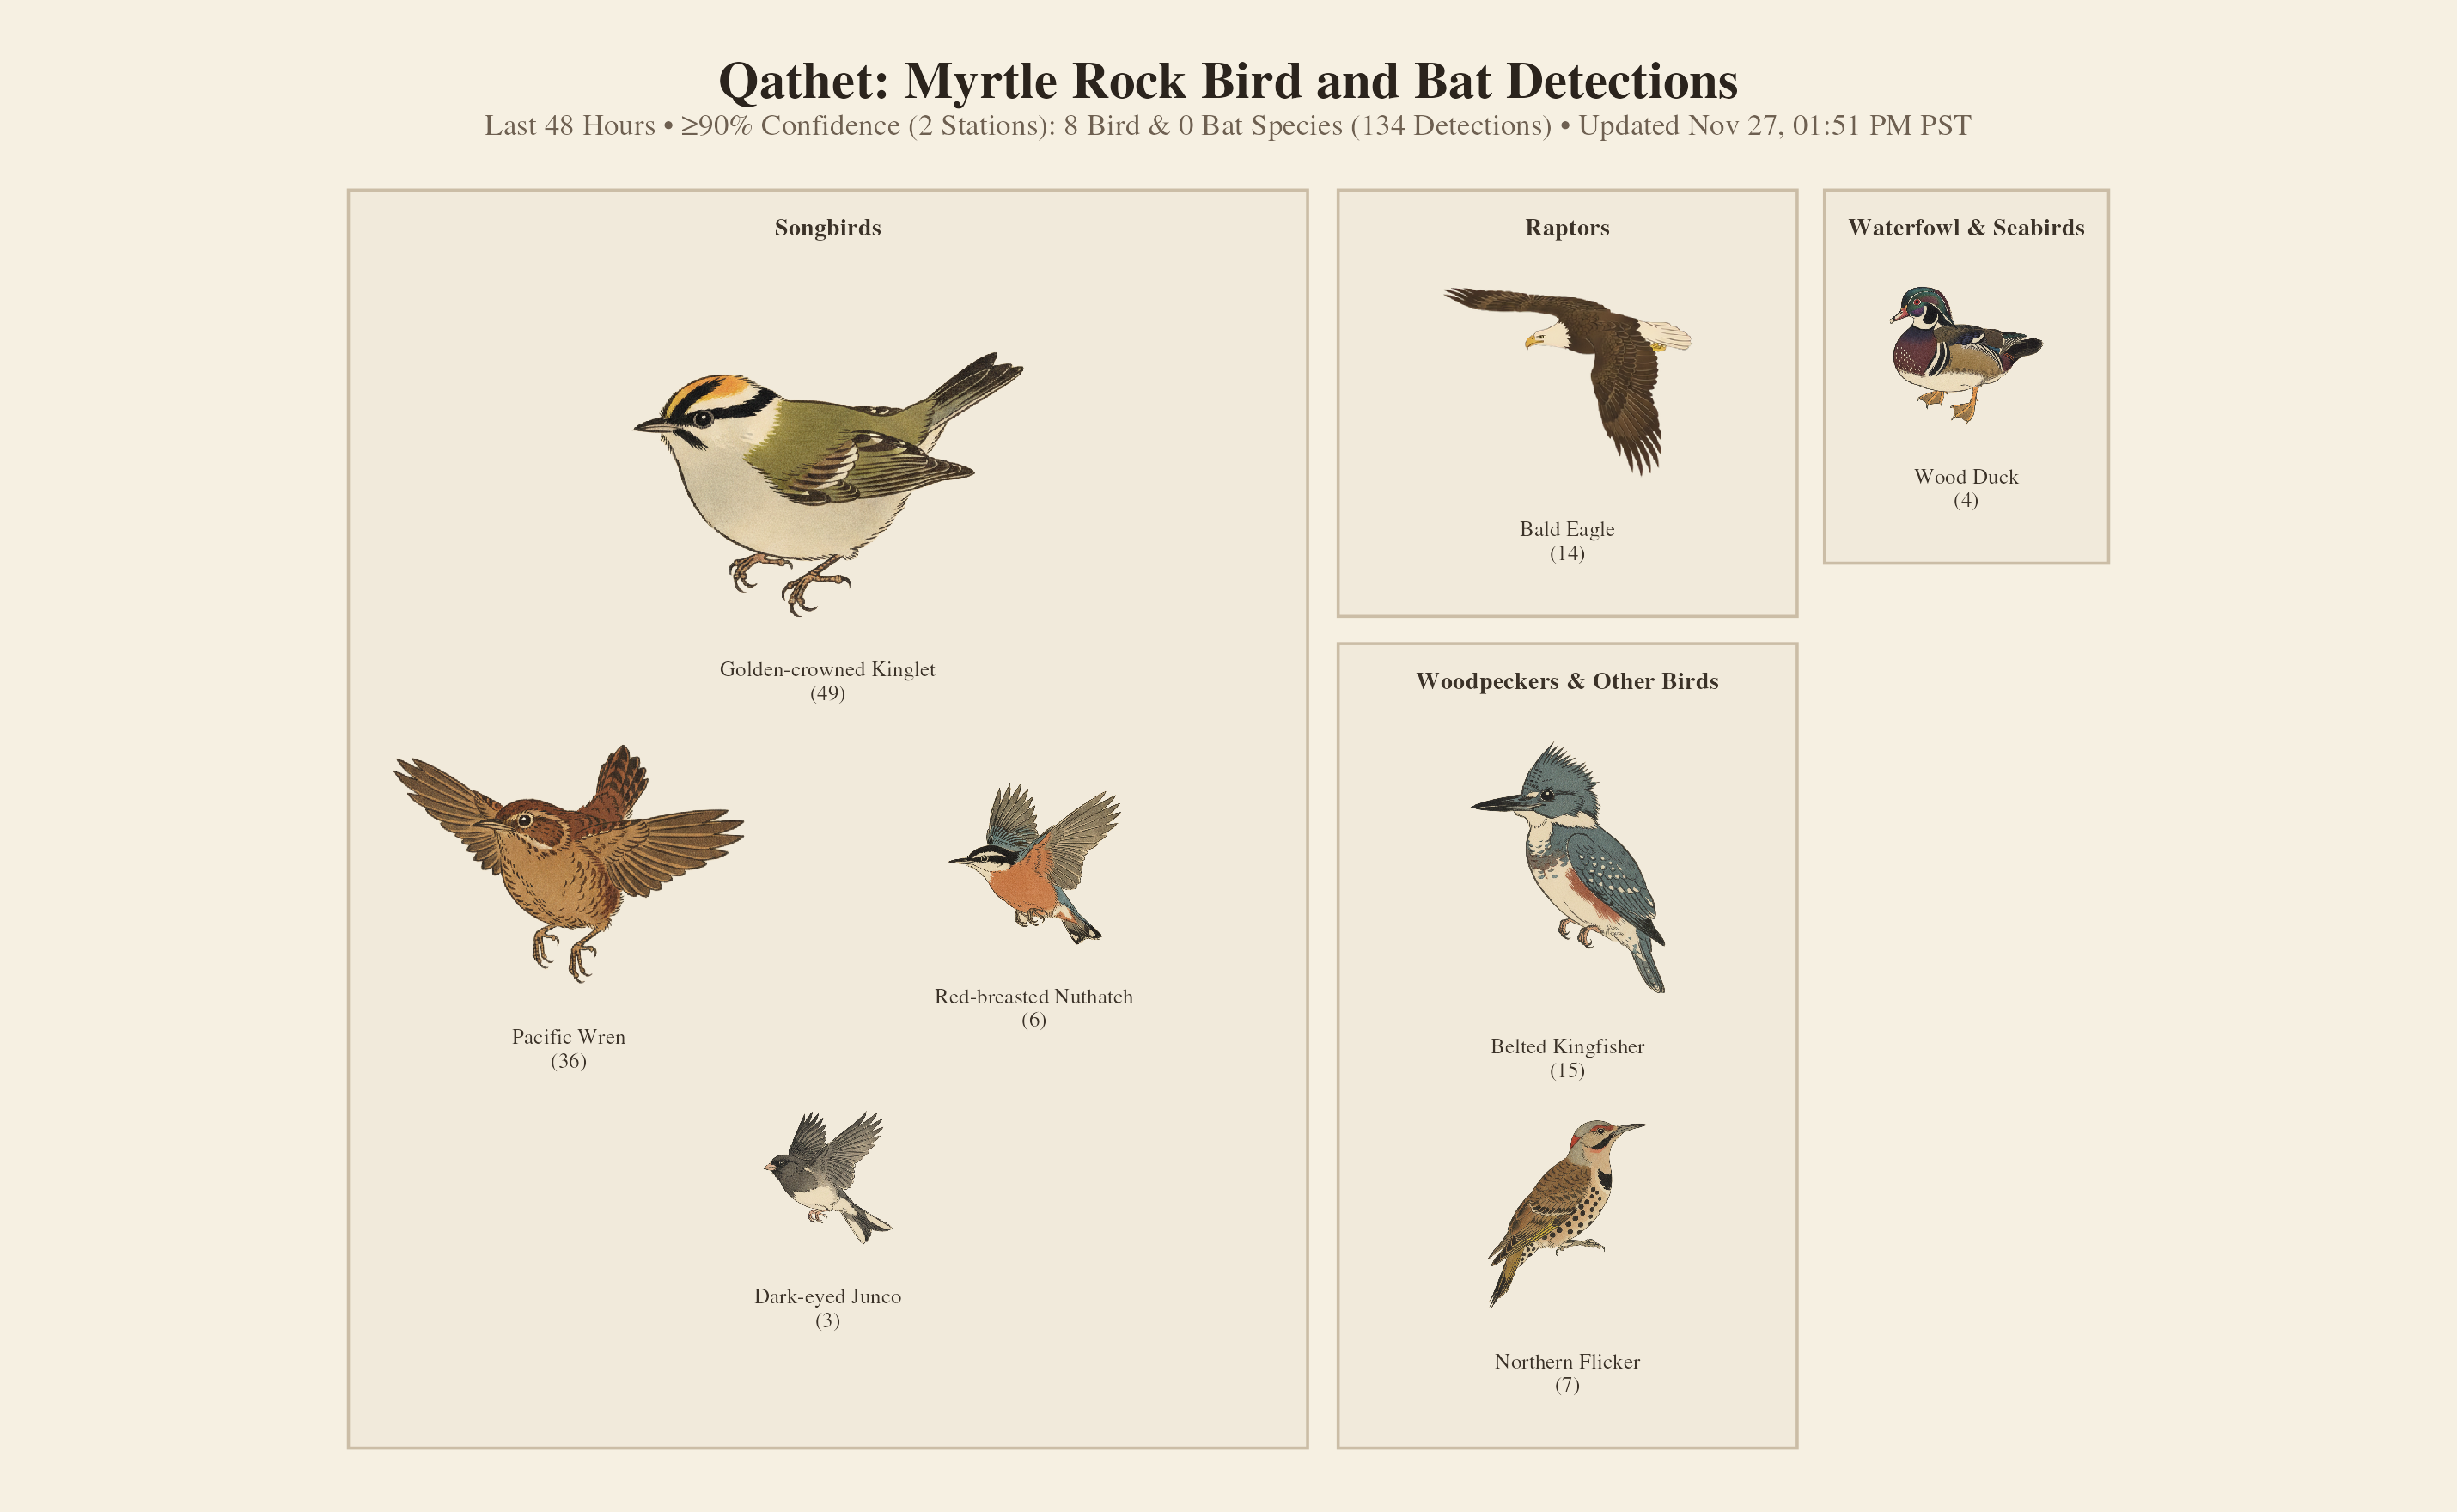 Qathet: Myrtle Rock Bird and Bat Detections
Last 48 Hours • ≥90% Confidence (2 Stations): 8 Bird & 0 Bat Species (134 Detections) • Updated Nov 27, 01:51 PM PST
Songbirds
Golden-crowned Kinglet
(49)
Pacific Wren
(36)
Red-breasted Nuthatch
(6)
Dark-eyed Junco
(3)
Raptors
Bald Eagle
(14)
Woodpeckers & Other Birds
Belted Kingfisher
(15)
Northern Flicker
(7)
Waterfowl & Seabirds
Wood Duck
(4)